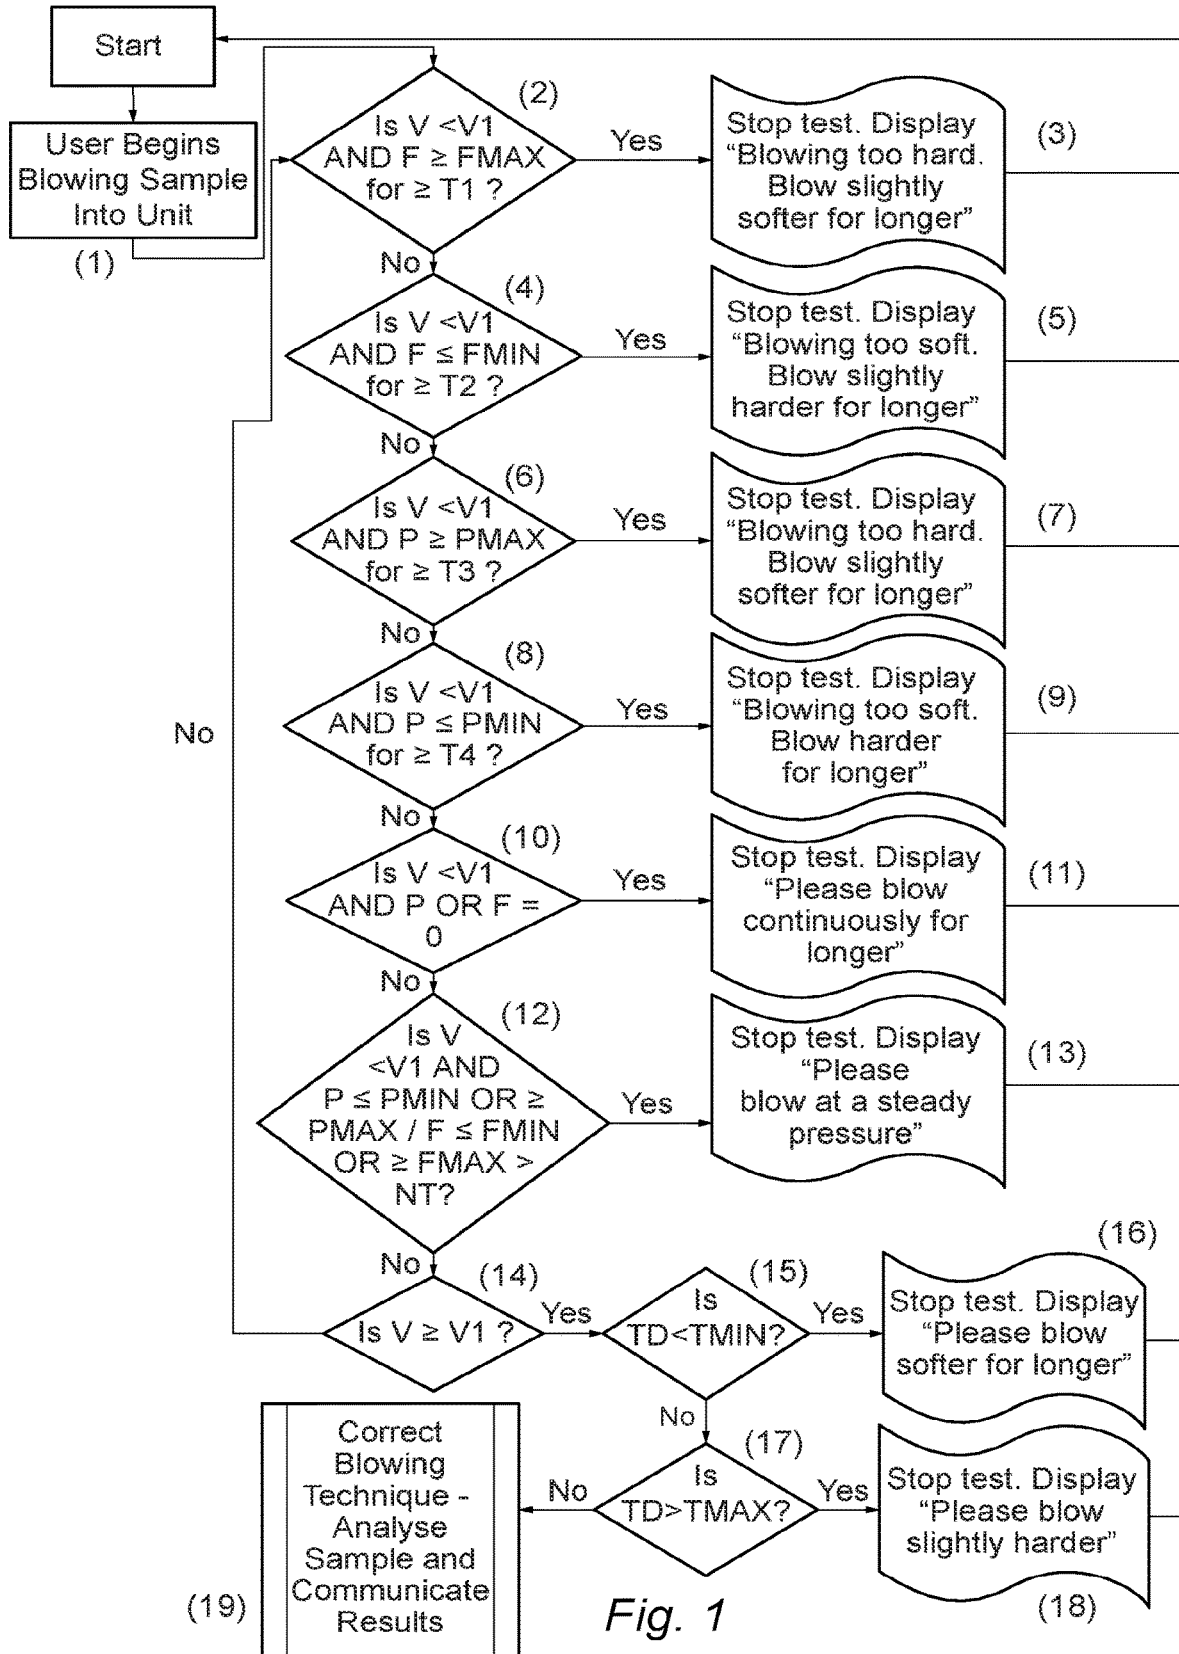 Start
User Begins
Blowing Sample
Into Unit
(1)
(2)
Is V <V1
AND F ≥ FMAX
for ≥ T1 ?
Yes
Stop test. Display
“Blowing too hard.
Blow slightly
softer for longer”
(3)
No
(4)
Is V <V1
AND F ≤ FMIN
for ≥ T2 ?
Yes
Stop test. Display
“Blowing too soft.
Blow slightly
harder for longer”
(5)
No
(6)
Is V <V1
AND P ≥ PMAX
for ≥ T3 ?
Yes
Stop test. Display
“Blowing too hard.
Blow slightly
softer for longer”
(7)
No
(8)
Is V <V1
AND P ≤ PMIN
for ≥ T4 ?
Yes
Stop test. Display
“Blowing too soft.
Blow harder
for longer”
(9)
No
No
(10)
Is V <V1
AND P OR F =
0
Yes
Stop test. Display
“Please blow
continuously for
longer”
(11)
No
(12)
Is V
<V1 AND
P ≤ PMIN OR ≥
PMAX / F ≤ FMIN
OR ≥ FMAX >
NT?
Yes
Stop test. Display
“Please
blow at a steady
pressure”
(13)
No
(14)
Is V ≥ V1 ?
Yes
(15)
Is
TD<TMIN?
Yes
(16)
Stop test. Display
“Please blow
softer for longer”
No
(17)
Is
TD>TMAX?
Yes
Stop test. Display
“Please blow
slightly harder”
(18)
No
Correct
Blowing
Technique -
Analyse
Sample and
Communicate
Results
(19)
Fig. 1